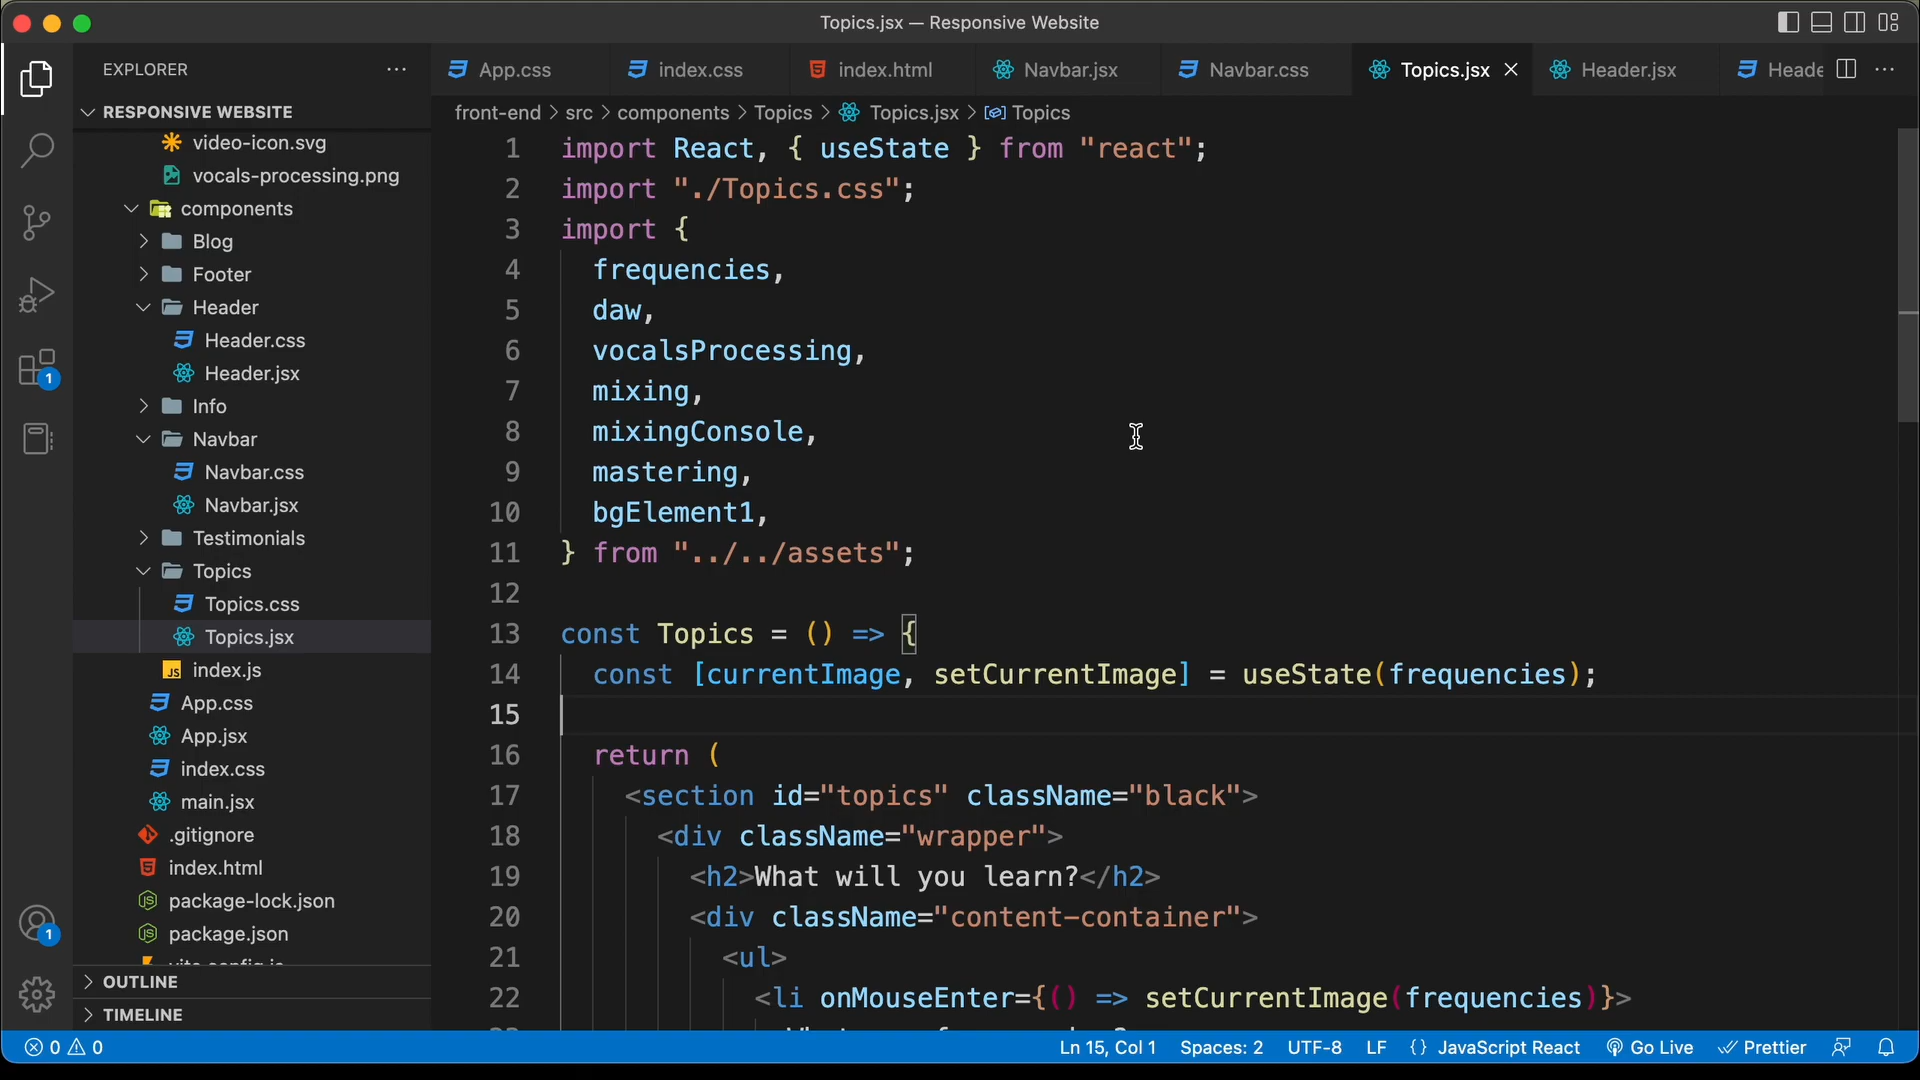 Topics.jsx — Responsive Website
EXPLORER
App.css
index.css
index.html
Navbar.jsx
Navbar.css
Topics.jsx
Header.jsx
Heade
RESPONSIVE WEBSITE
front-end > src > components > Topics > Topics.jsx > Topics
video-icon.svg
vocals-processing.png
components
Blog
Footer
Header
Header.css
Header.jsx
Info
Navbar
Navbar.css
Navbar.jsx
Testimonials
Topics
Topics.css
Topics.jsx
index.js
App.css
App.jsx
index.css
main.jsx
.gitignore
index.html
package-lock.json
package.json
OUTLINE
TIMELINE
1
1
1 import React, { useState } from "react";
2 import "./Topics.css";
3 import {
4 frequencies,
5 daw,
6 vocalsProcessing,
7 mixing,
8 mixingConsole,
9 mastering,
10 bgElement1,
11 } from "../../assets";
12
13 const Topics = () => {
14 const [currentImage, setCurrentImage] = useState(frequencies);
15
16 return (
17 <section id="topics" className="black">
18 <div className="wrapper">
19 <h2>What will you learn?</h2>
20 <div className="content-container">
21 <ul>
22 <li onMouseEnter={() => setCurrentImage(frequencies)}>
0 0
Ln 15, Col 1
Spaces: 2
UTF-8
LF
{} JavaScript React
Go Live
Prettier